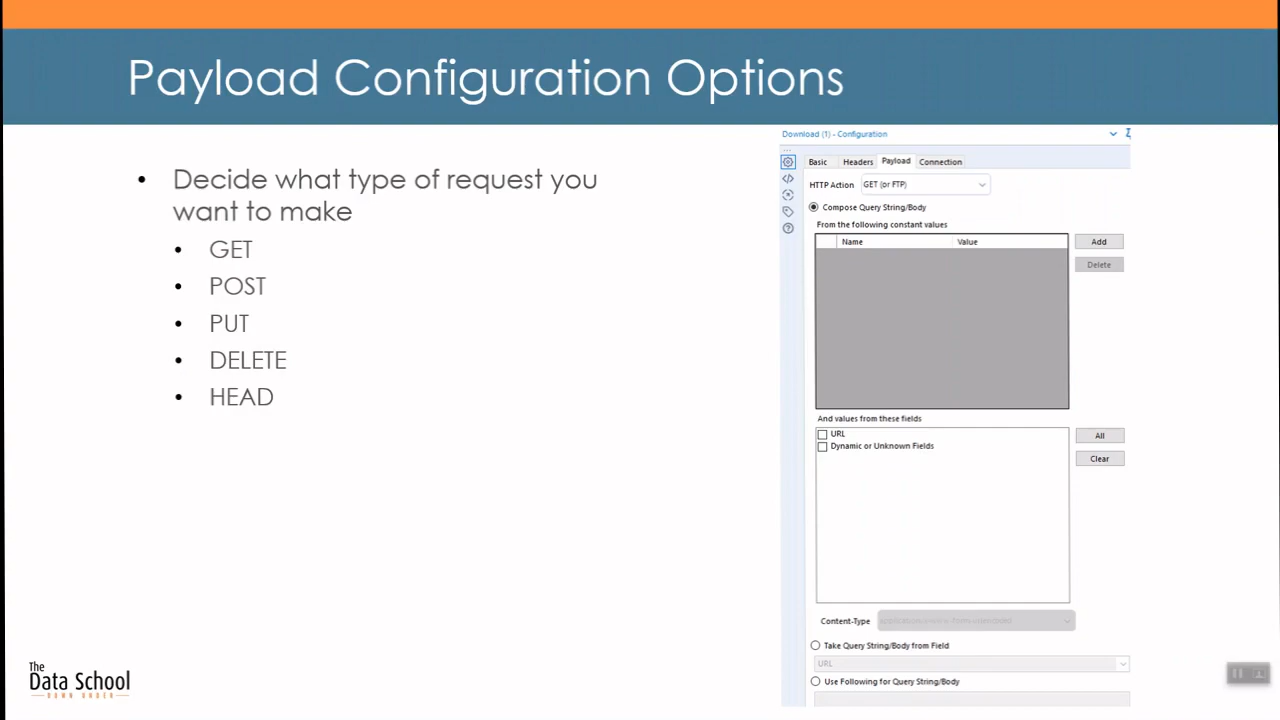 Payload Configuration Options
• Decide what type of request you
want to make
• GET
• POST
• PUT
• DELETE
• HEAD
Download (1) - Configuration
Basic Headers Payload Connection
HTTP Action GET (or FTP)
Compose Query String/Body
From the following constant values
Name Value
Add
Delete
And values from these fields
URL
Dynamic or Unknown Fields
All
Clear
Content-Type
Take Query String/Body from Field
URL
Use Following for Query String/Body
The
Data School
DOWN UNDER